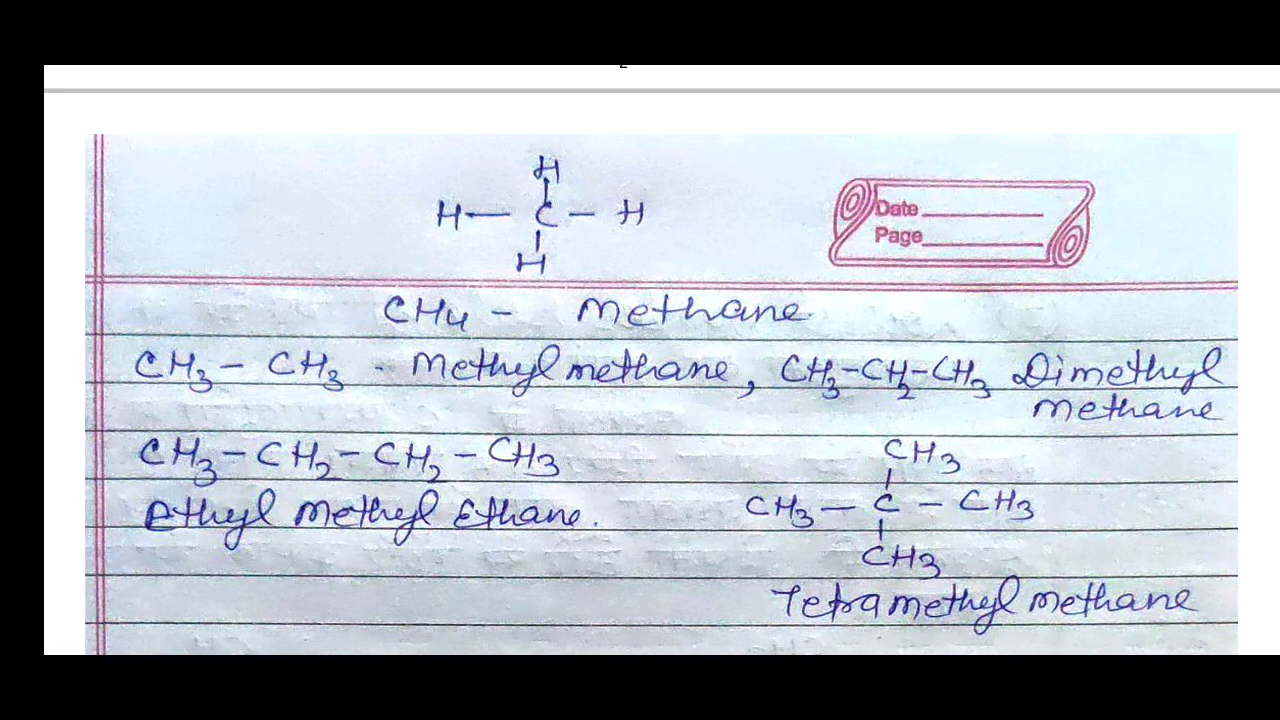 H
H — C — H
H
Date
Page
CH4 - Methane.
CH3 - CH3 - Methyl methane, CH3-CH2-CH3 Dimethyl
methane
CH3 - CH2 - CH2 - CH3
Ethyl Methyl Ethane.
CH3
CH3 — C — CH3
CH3
Tetramethyl methane